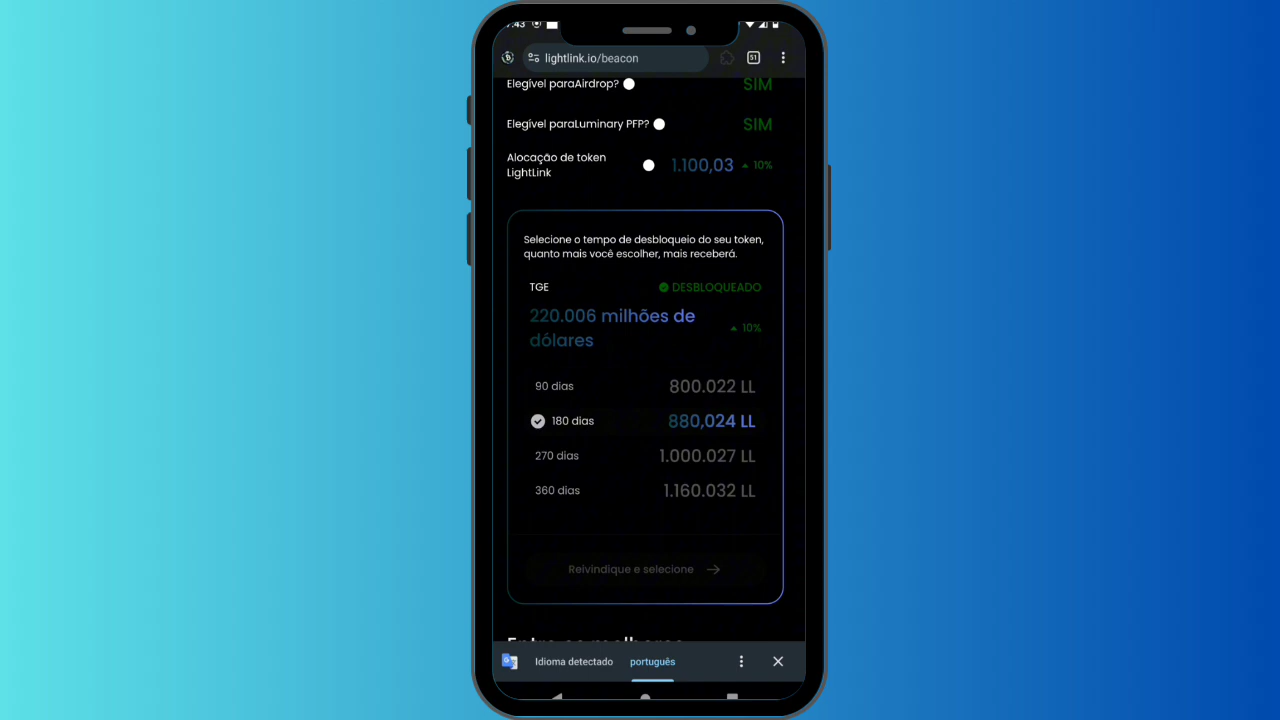 7:43
lightlink.io/beacon
51
Elegível paraAirdrop?
SIM
Elegível paraLuminary PFP?
SIM
Alocação de token
LightLink
1.100,03
10%
Selecione o tempo de desbloqueio do seu token,
quanto mais você escolher, mais receberá.
TGE
DESBLOQUEADO
220.006 milhões de
dólares
10%
90 dias
800.022 LL
180 dias
880,024 LL
270 dias
1.000.027 LL
360 dias
1.160.032 LL
Reivindique e selecione
Idioma detectado
português